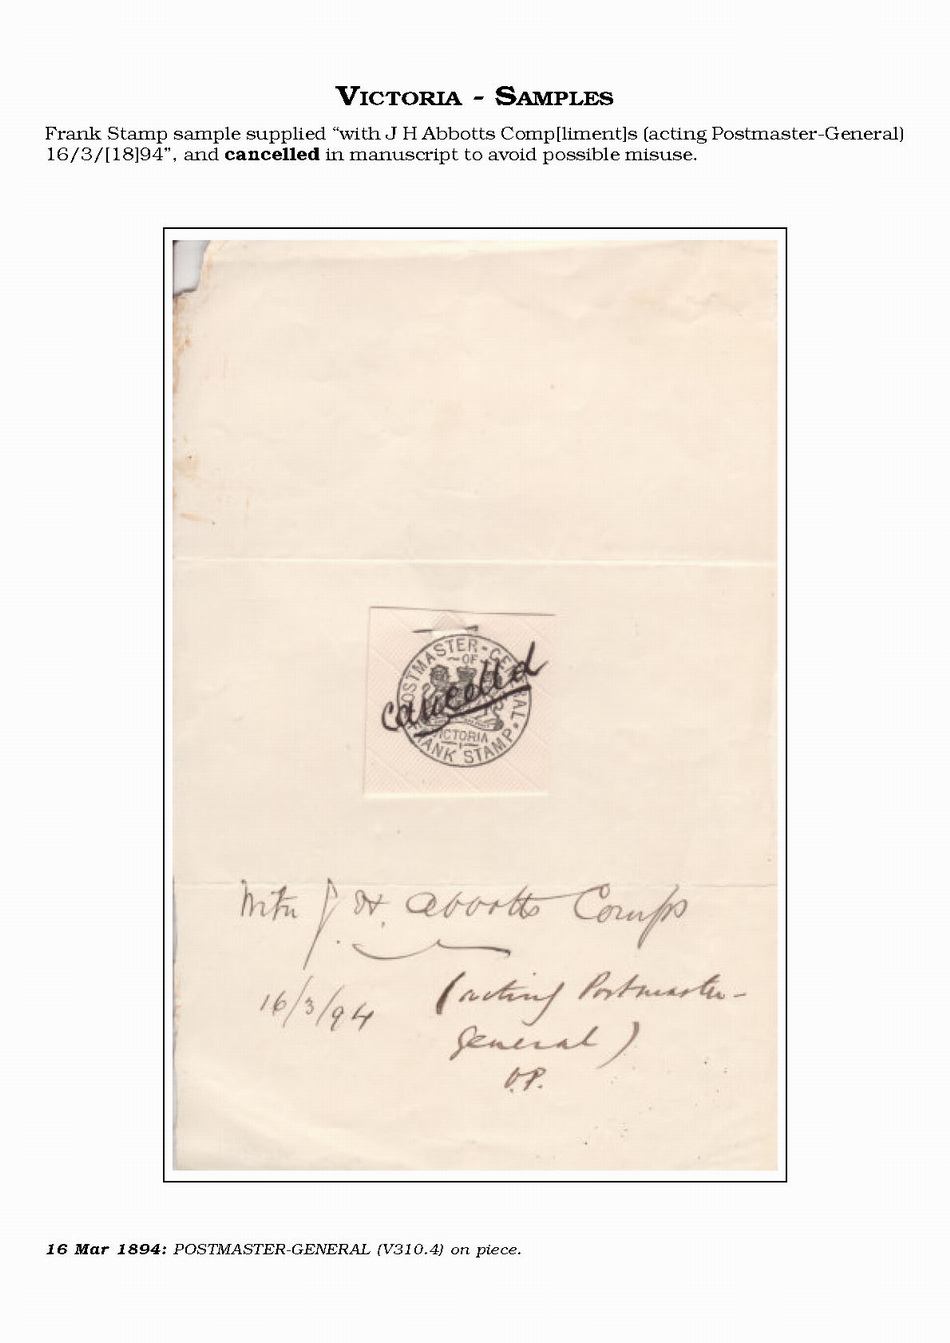 VICTORIA - SAMPLES
Frank Stamp sample supplied “with J H Abbotts Comp[liment]s (acting Postmaster-General)
16/3/[18]94”, and cancelled in manuscript to avoid possible misuse.
POSTMASTER-GENERAL
OF
cancelled
VICTORIA
FRANK STAMP
With J. H. Abbotts Comps
16/3/94 (acting Postmaster-
General)
16 Mar 1894: POSTMASTER-GENERAL (V310.4) on piece.